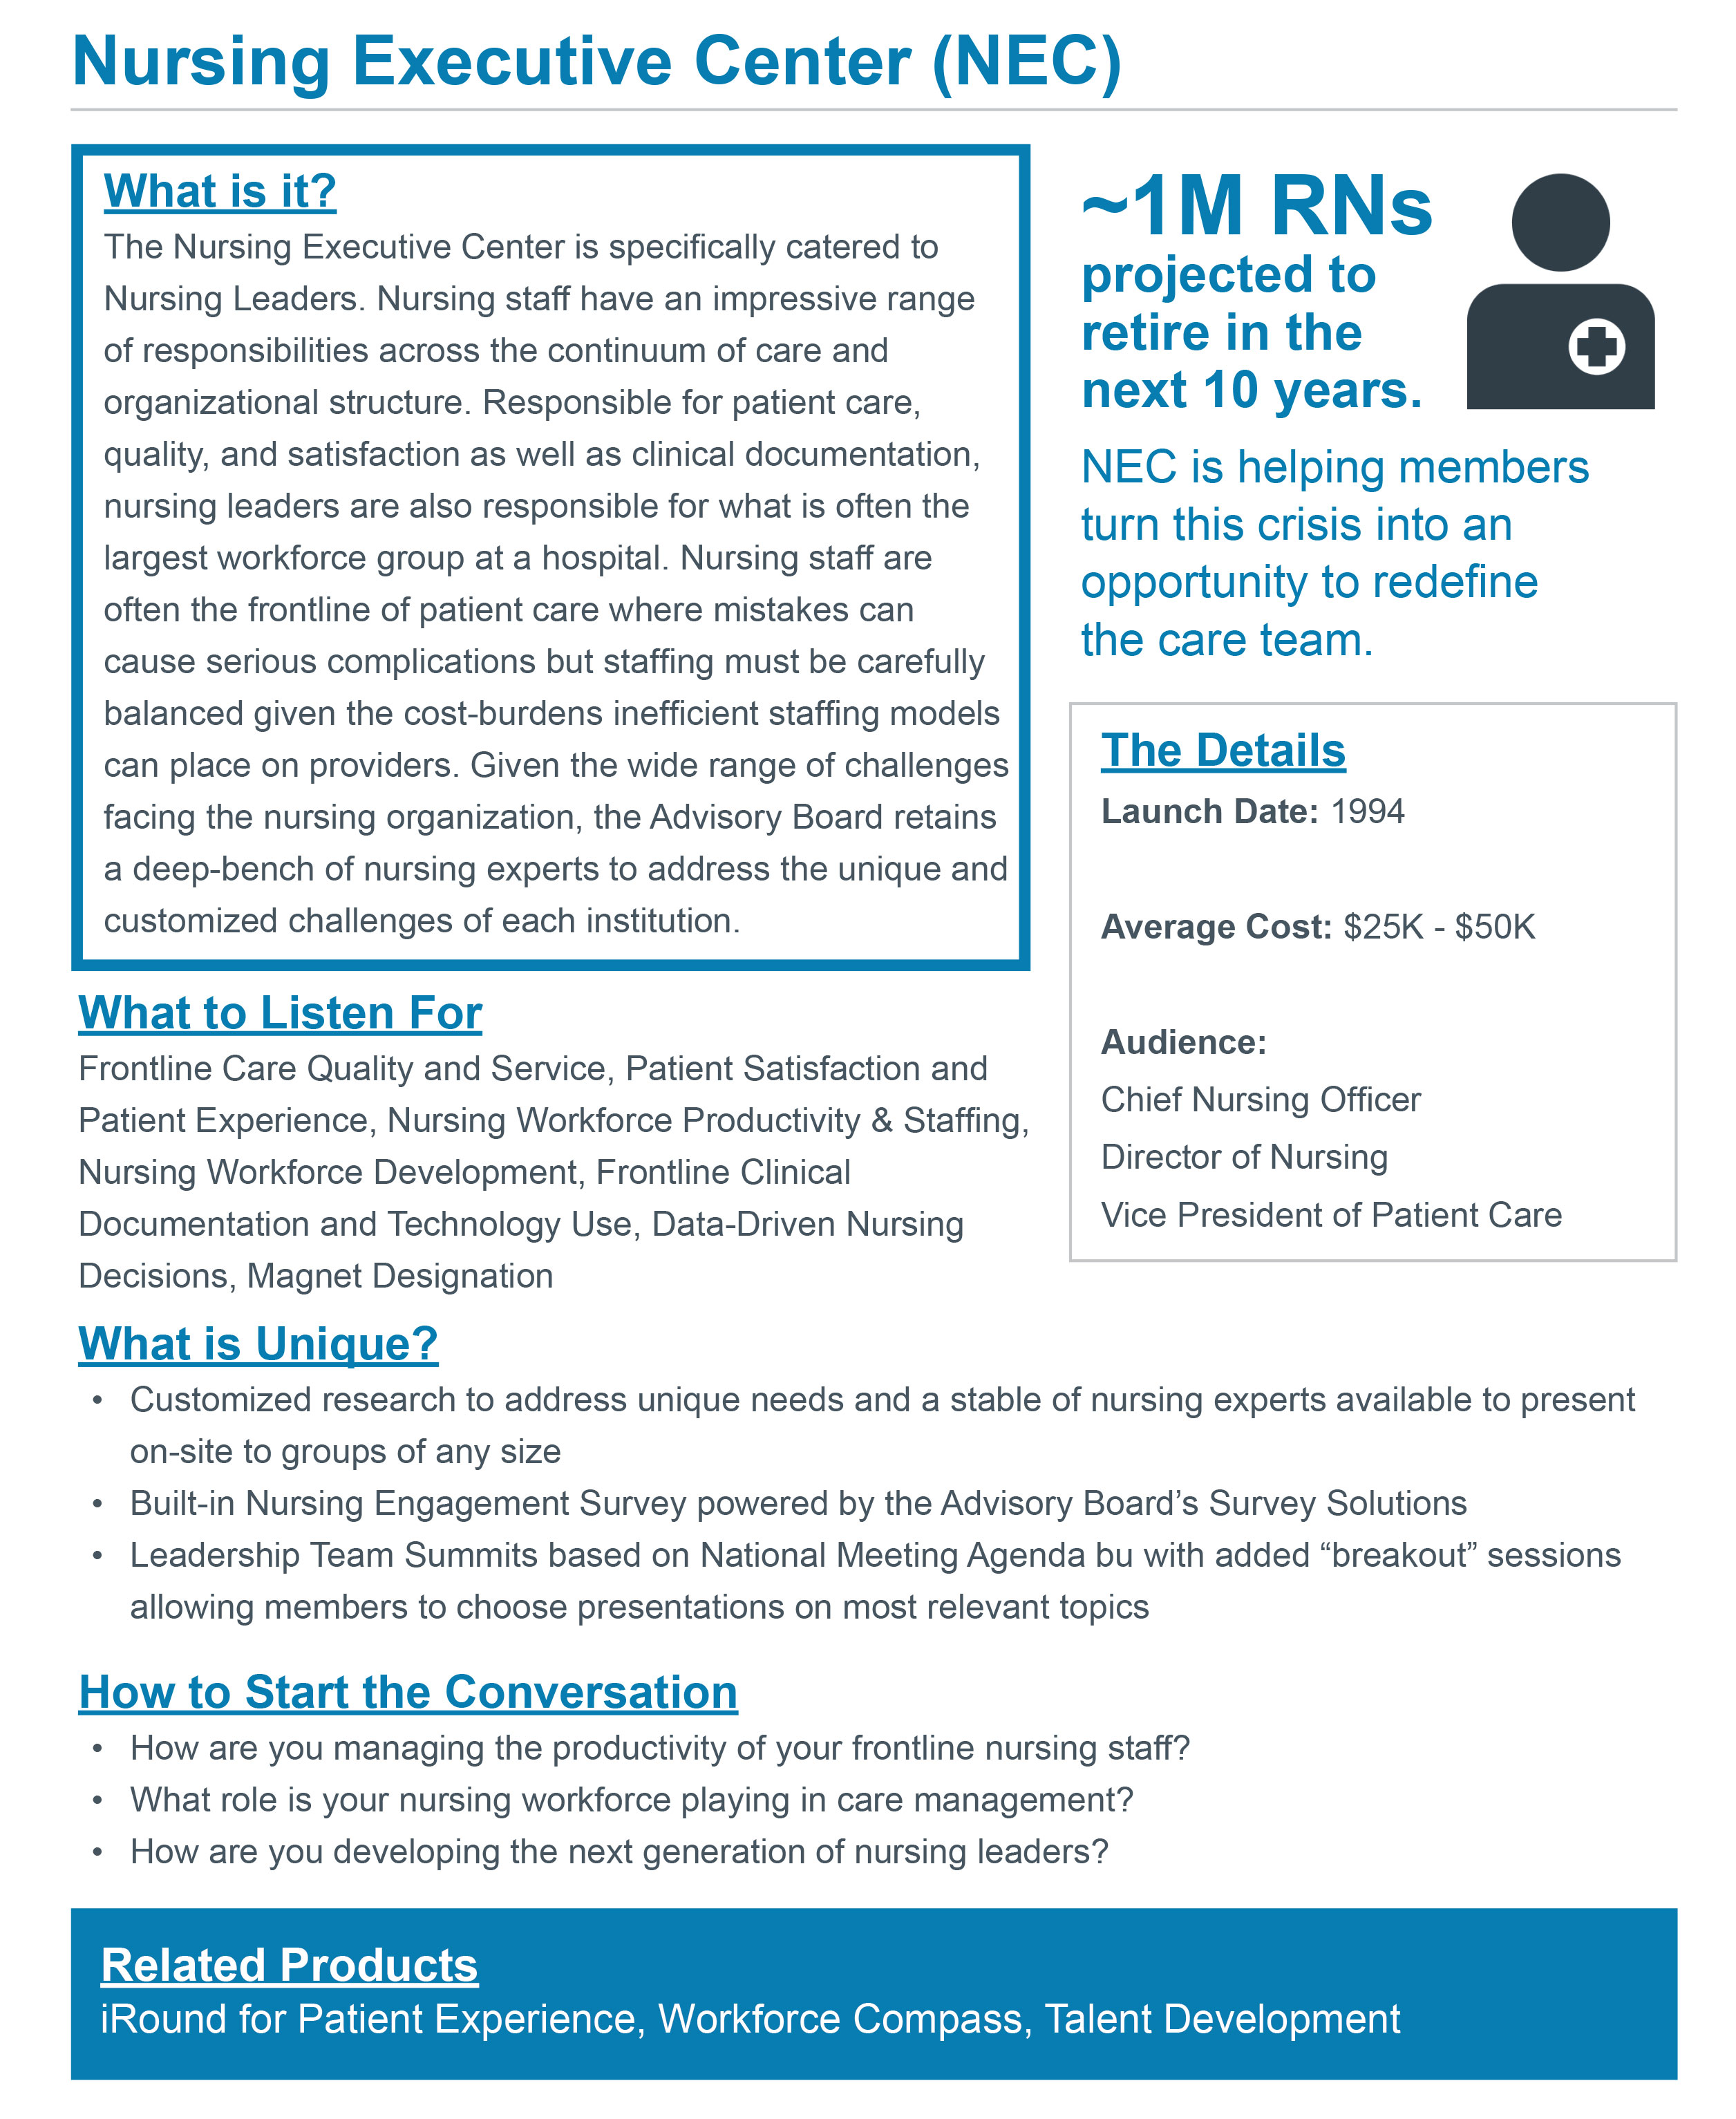 Nursing Executive Center (NEC)
What is it?
The Nursing Executive Center is specifically catered to
Nursing Leaders. Nursing staff have an impressive range
of responsibilities across the continuum of care and
organizational structure. Responsible for patient care,
quality, and satisfaction as well as clinical documentation,
nursing leaders are also responsible for what is often the
largest workforce group at a hospital. Nursing staff are
often the frontline of patient care where mistakes can
cause serious complications but staffing must be carefully
balanced given the cost-burdens inefficient staffing models
can place on providers. Given the wide range of challenges
facing the nursing organization, the Advisory Board retains
a deep-bench of nursing experts to address the unique and
customized challenges of each institution.
~1M RNs
projected to
retire in the
next 10 years.
NEC is helping members
turn this crisis into an
opportunity to redefine
the care team.
The Details
Launch Date: 1994
Average Cost: $25K - $50K
Audience:
Chief Nursing Officer
Director of Nursing
Vice President of Patient Care
What to Listen For
Frontline Care Quality and Service, Patient Satisfaction and
Patient Experience, Nursing Workforce Productivity & Staffing,
Nursing Workforce Development, Frontline Clinical
Documentation and Technology Use, Data-Driven Nursing
Decisions, Magnet Designation
What is Unique?
• Customized research to address unique needs and a stable of nursing experts available to present
on-site to groups of any size
• Built-in Nursing Engagement Survey powered by the Advisory Board’s Survey Solutions
• Leadership Team Summits based on National Meeting Agenda bu with added “breakout” sessions
allowing members to choose presentations on most relevant topics
How to Start the Conversation
• How are you managing the productivity of your frontline nursing staff?
• What role is your nursing workforce playing in care management?
• How are you developing the next generation of nursing leaders?
Related Products
iRound for Patient Experience, Workforce Compass, Talent Development